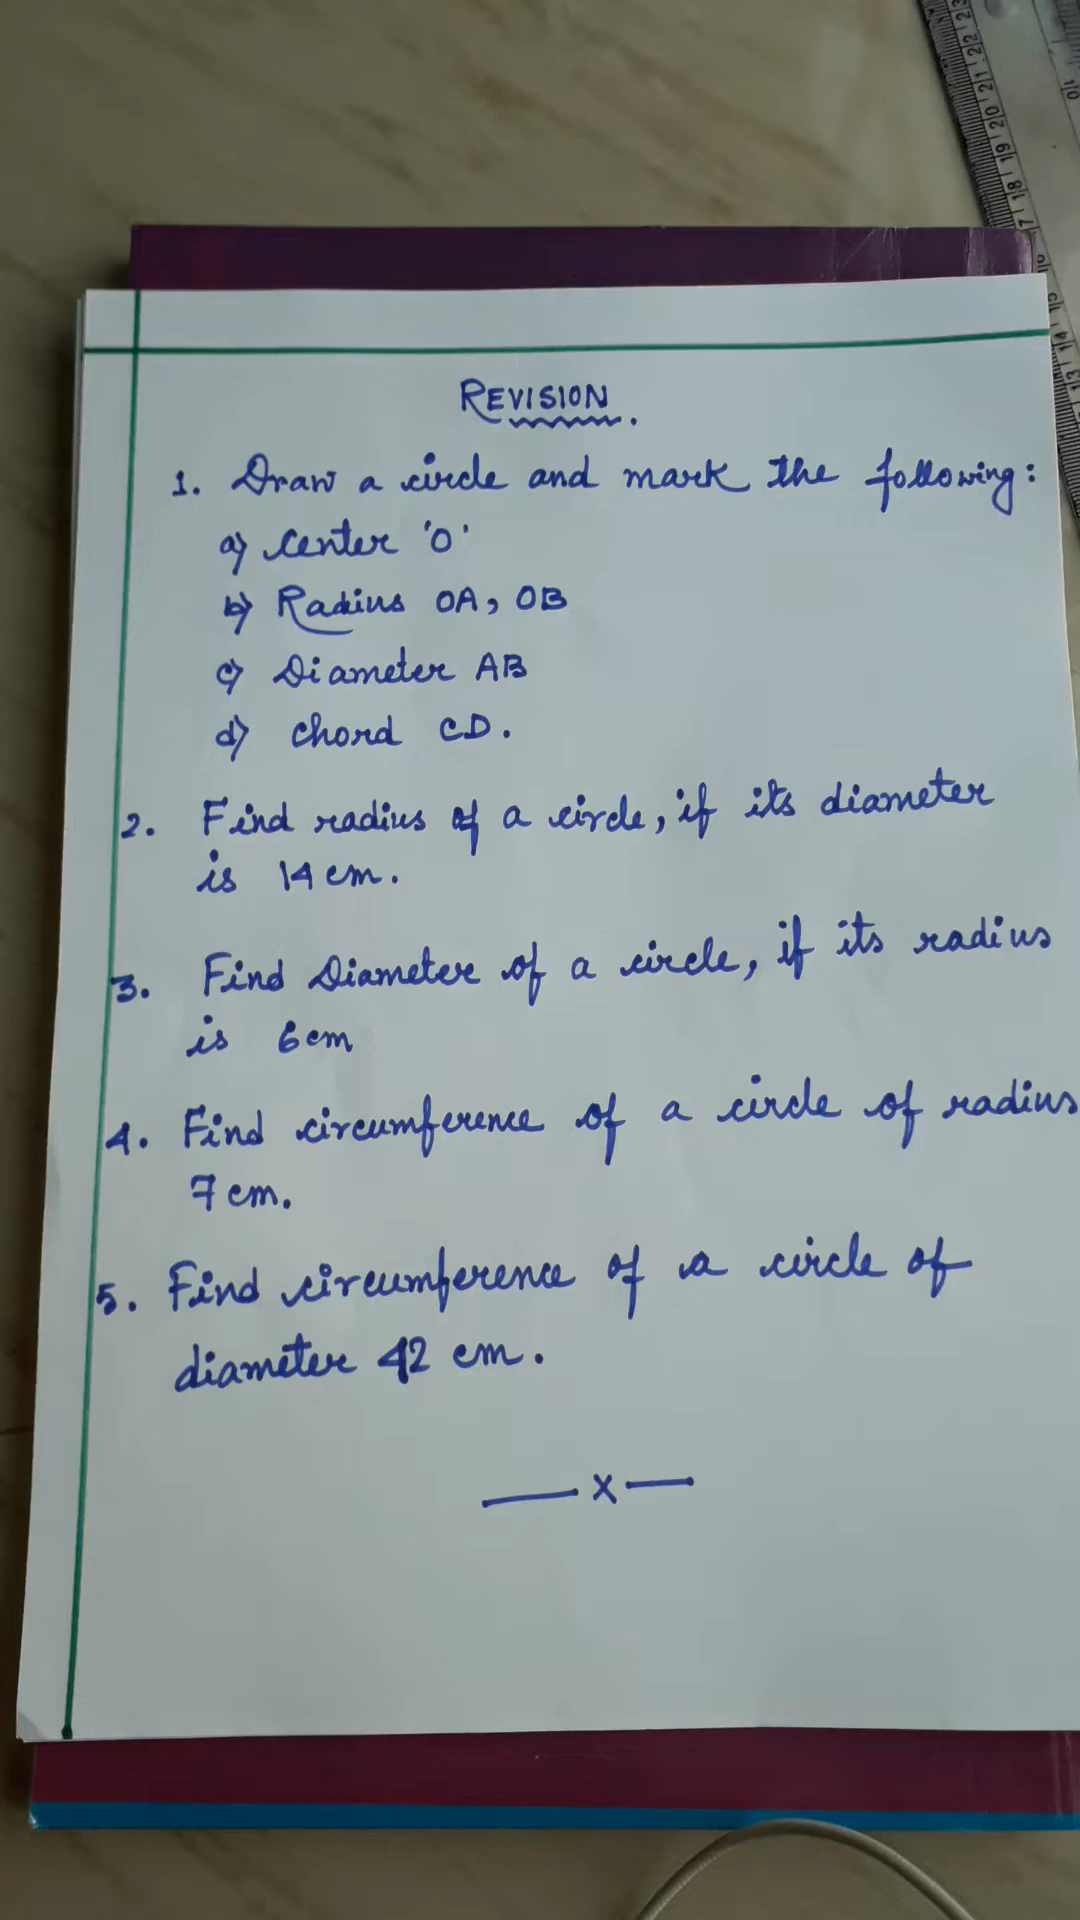 REVISION.
1. Draw a circle and mark the following:
a) center 'O'
b) Radius OA, OB
c) Diameter AB
d) chord CD.
2. Find radius of a circle, if its diameter
is 14 cm.
3. Find Diameter of a circle, if its radius
is 6 cm
4. Find circumference of a circle of radius
7 cm.
5. Find circumference of a circle of
diameter 42 cm.
X